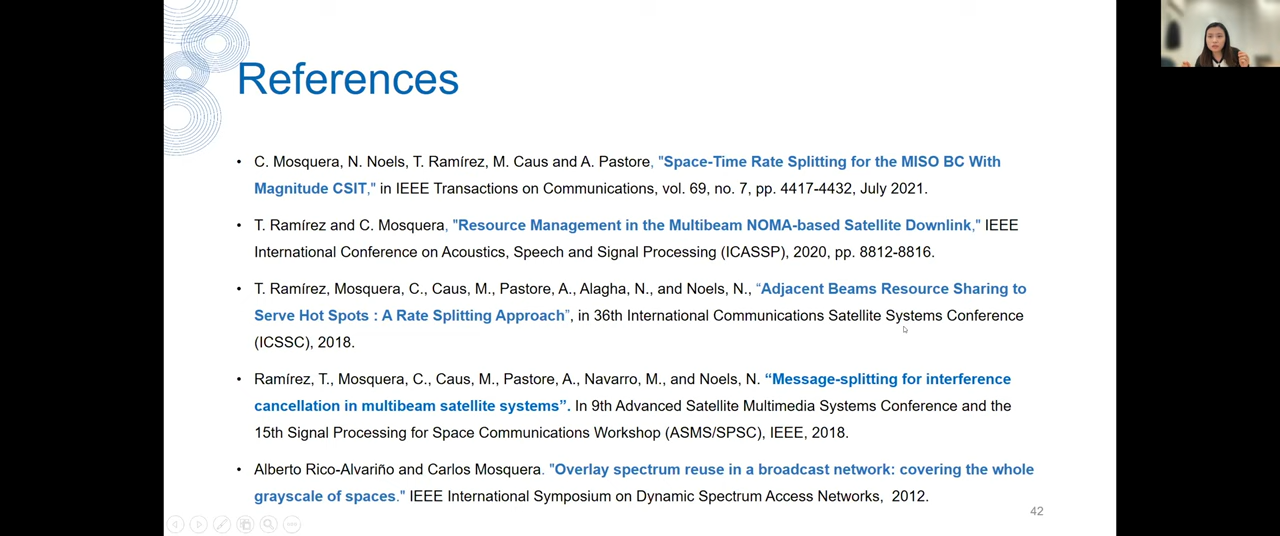 References
• C. Mosquera, N. Noels, T. Ramírez, M. Caus and A. Pastore, "Space-Time Rate Splitting for the MISO BC With
Magnitude CSIT," in IEEE Transactions on Communications, vol. 69, no. 7, pp. 4417-4432, July 2021.
• T. Ramírez and C. Mosquera, "Resource Management in the Multibeam NOMA-based Satellite Downlink," IEEE
International Conference on Acoustics, Speech and Signal Processing (ICASSP), 2020, pp. 8812-8816.
• T. Ramírez, Mosquera, C., Caus, M., Pastore, A., Alagha, N., and Noels, N., “Adjacent Beams Resource Sharing to
Serve Hot Spots : A Rate Splitting Approach”, in 36th International Communications Satellite Systems Conference
(ICSSC), 2018.
• Ramírez, T., Mosquera, C., Caus, M., Pastore, A., Navarro, M., and Noels, N. “Message-splitting for interference
cancellation in multibeam satellite systems”. In 9th Advanced Satellite Multimedia Systems Conference and the
15th Signal Processing for Space Communications Workshop (ASMS/SPSC), IEEE, 2018.
• Alberto Rico-Alvariño and Carlos Mosquera. "Overlay spectrum reuse in a broadcast network: covering the whole
grayscale of spaces." IEEE International Symposium on Dynamic Spectrum Access Networks, 2012.
42